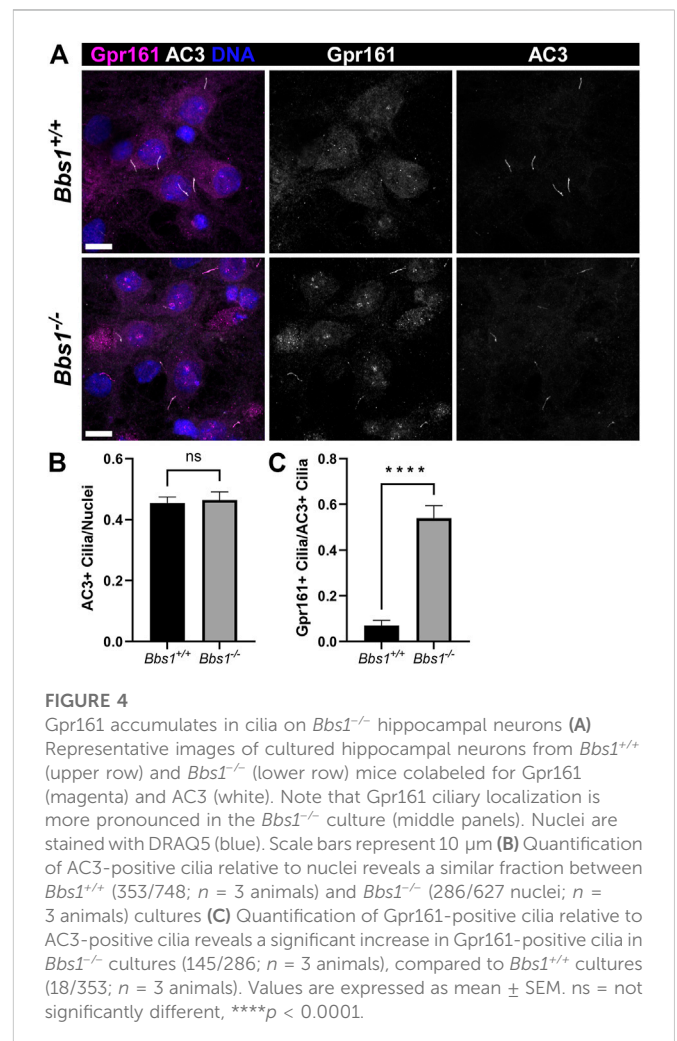 A Gpr161 AC3 DNA Gpr161 AC3
Bbs1+/+
Bbs1-/-
B
0.6
0.4
0.2
0.0
AC3+ Cilia/Nuclei
ns
Bbs1+/+ Bbs1-/-
C
0.8
0.6
0.4
0.2
0.0
Gpr161+ Cilia/AC3+ Cilia
****
Bbs1+/+ Bbs1-/-
FIGURE 4
Gpr161 accumulates in cilia on Bbs1−/− hippocampal neurons (A)
Representative images of cultured hippocampal neurons from Bbs1+/+
(upper row) and Bbs1−/− (lower row) mice colabeled for Gpr161
(magenta) and AC3 (white). Note that Gpr161 ciliary localization is
more pronounced in the Bbs1−/− culture (middle panels). Nuclei are
stained with DRAQ5 (blue). Scale bars represent 10 µm (B) Quantification
of AC3-positive cilia relative to nuclei reveals a similar fraction between
Bbs1+/+ (353/748; n = 3 animals) and Bbs1−/− (286/627 nuclei; n =
3 animals) cultures (C) Quantification of Gpr161-positive cilia relative to
AC3-positive cilia reveals a significant increase in Gpr161-positive cilia in
Bbs1−/− cultures (145/286; n = 3 animals), compared to Bbs1+/+ cultures
(18/353; n = 3 animals). Values are expressed as mean ± SEM. ns = not
significantly different, ****p < 0.0001.